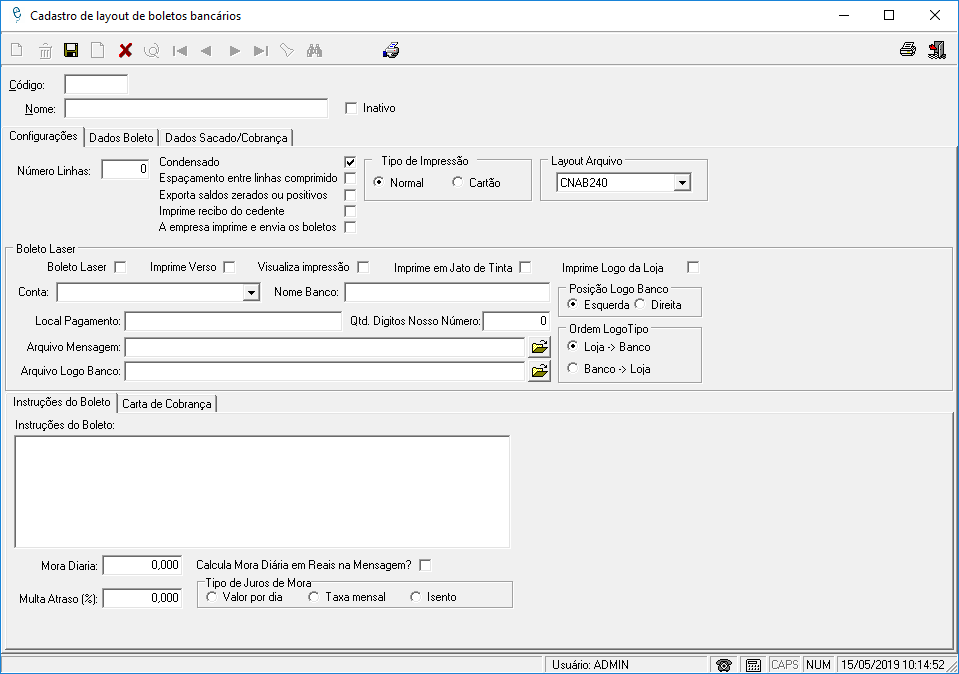 Cadastro de layout de boletos bancários
Código:
Nome:
Inativo
Configurações Dados Boleto Dados Sacado/Cobrança
Número Linhas: 0
Condensado
Espaçamento entre linhas comprimido
Exporta saldos zerados ou positivos
Imprime recibo do cedente
A empresa imprime e envia os boletos
Tipo de Impressão
Normal Cartão
Layout Arquivo
CNAB240
Boleto Laser
Boleto Laser Imprime Verso Visualiza impressão Imprime em Jato de Tinta Imprime Logo da Loja
Conta: Nome Banco:
Posição Logo Banco
Esquerda Direita
Local Pagamento: Qtd. Digitos Nosso Número: 0
Ordem LogoTipo
Loja -> Banco
Banco -> Loja
Arquivo Mensagem:
Arquivo Logo Banco:
Instruções do Boleto Carta de Cobrança
Instruções do Boleto:
Mora Diaria: 0,000 Calcula Mora Diária em Reais na Mensagem?
Tipo de Juros de Mora
Multa Atraso (%): 0,000 Valor por dia Taxa mensal Isento
Usuário: ADMIN CAPS NUM 15/05/2019 10:14:52